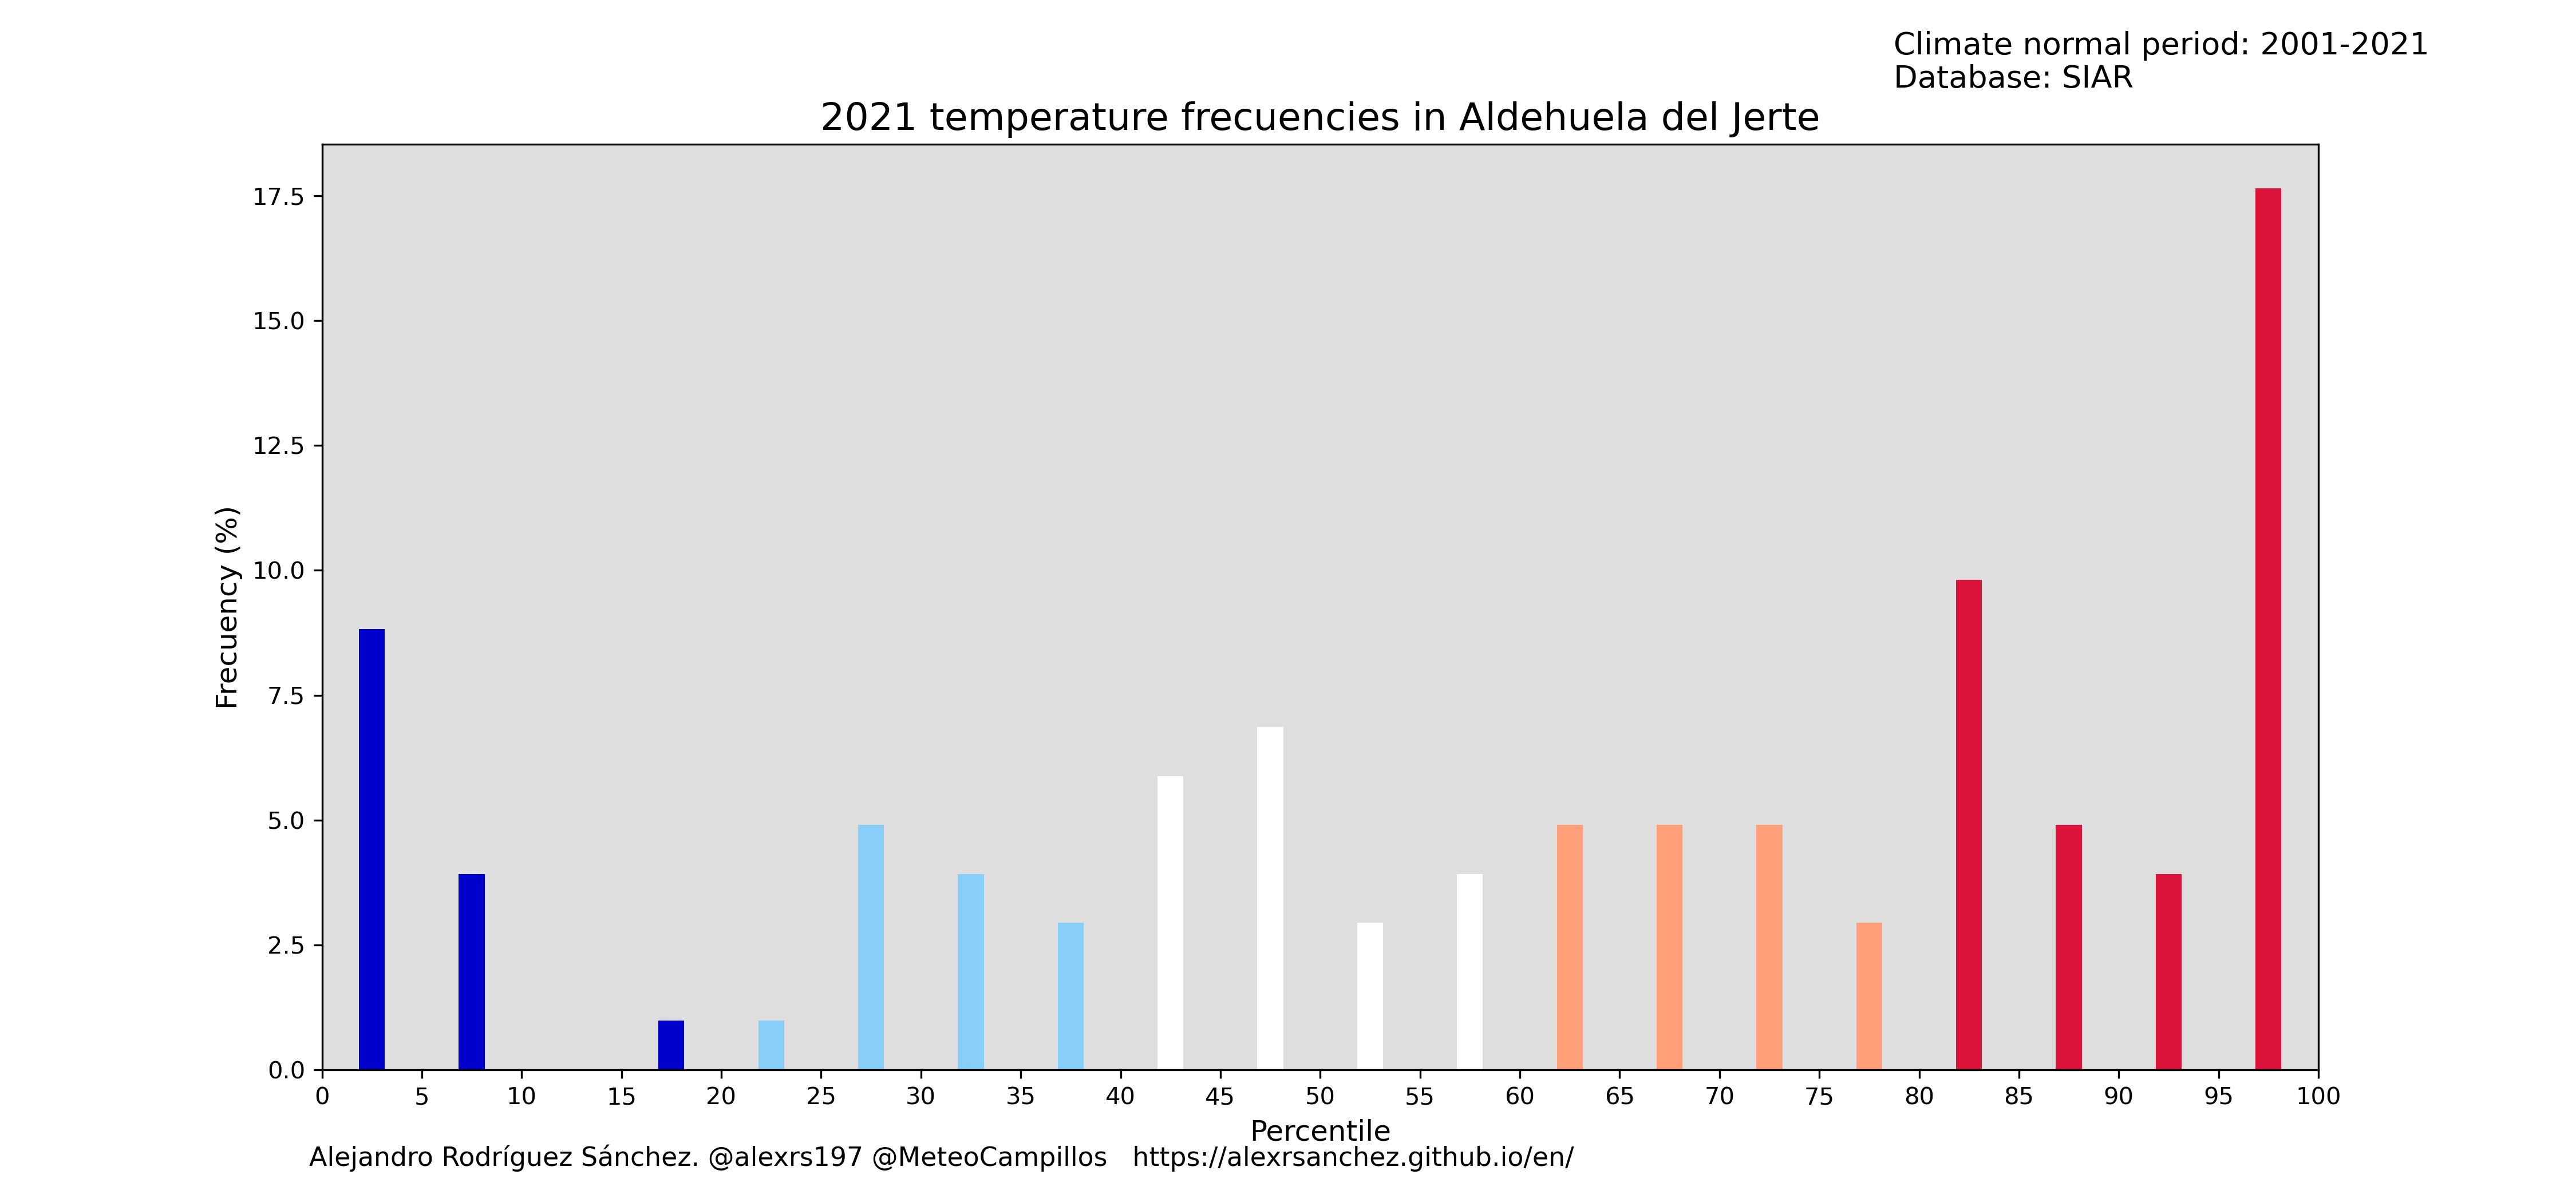 Climate normal period: 2001-2021
Database: SIAR
2021 temperature frecuencies in Aldehuela del Jerte
17.5
15.0
12.5
10.0
7.5
5.0
2.5
0.0
Frecuency (%)
0 5 10 15 20 25 30 35 40 45 50 55 60 65 70 75 80 85 90 95 100
Percentile
Alejandro Rodríguez Sánchez. @alexrs197 @MeteoCampillos https://alexrsanchez.github.io/en/